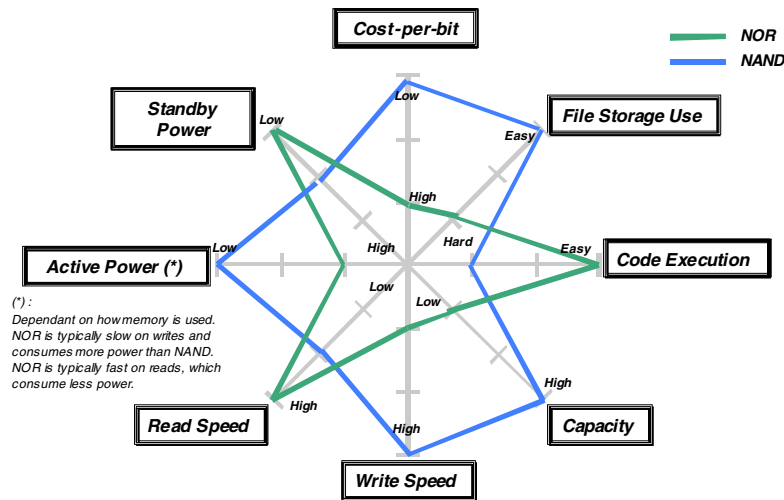 Cost-per-bit
NOR
NAND
Standby
Power
Low
Low
File Storage Use
Easy
High
Hard
Active Power (*)
Low
High
Easy
Code Execution
Low
Low
(*) :
Dependant on how memory is used.
NOR is typically slow on writes and
consumes more power than NAND.
NOR is typically fast on reads, which
consume less power.
High
High
High
Read Speed
Write Speed
Capacity